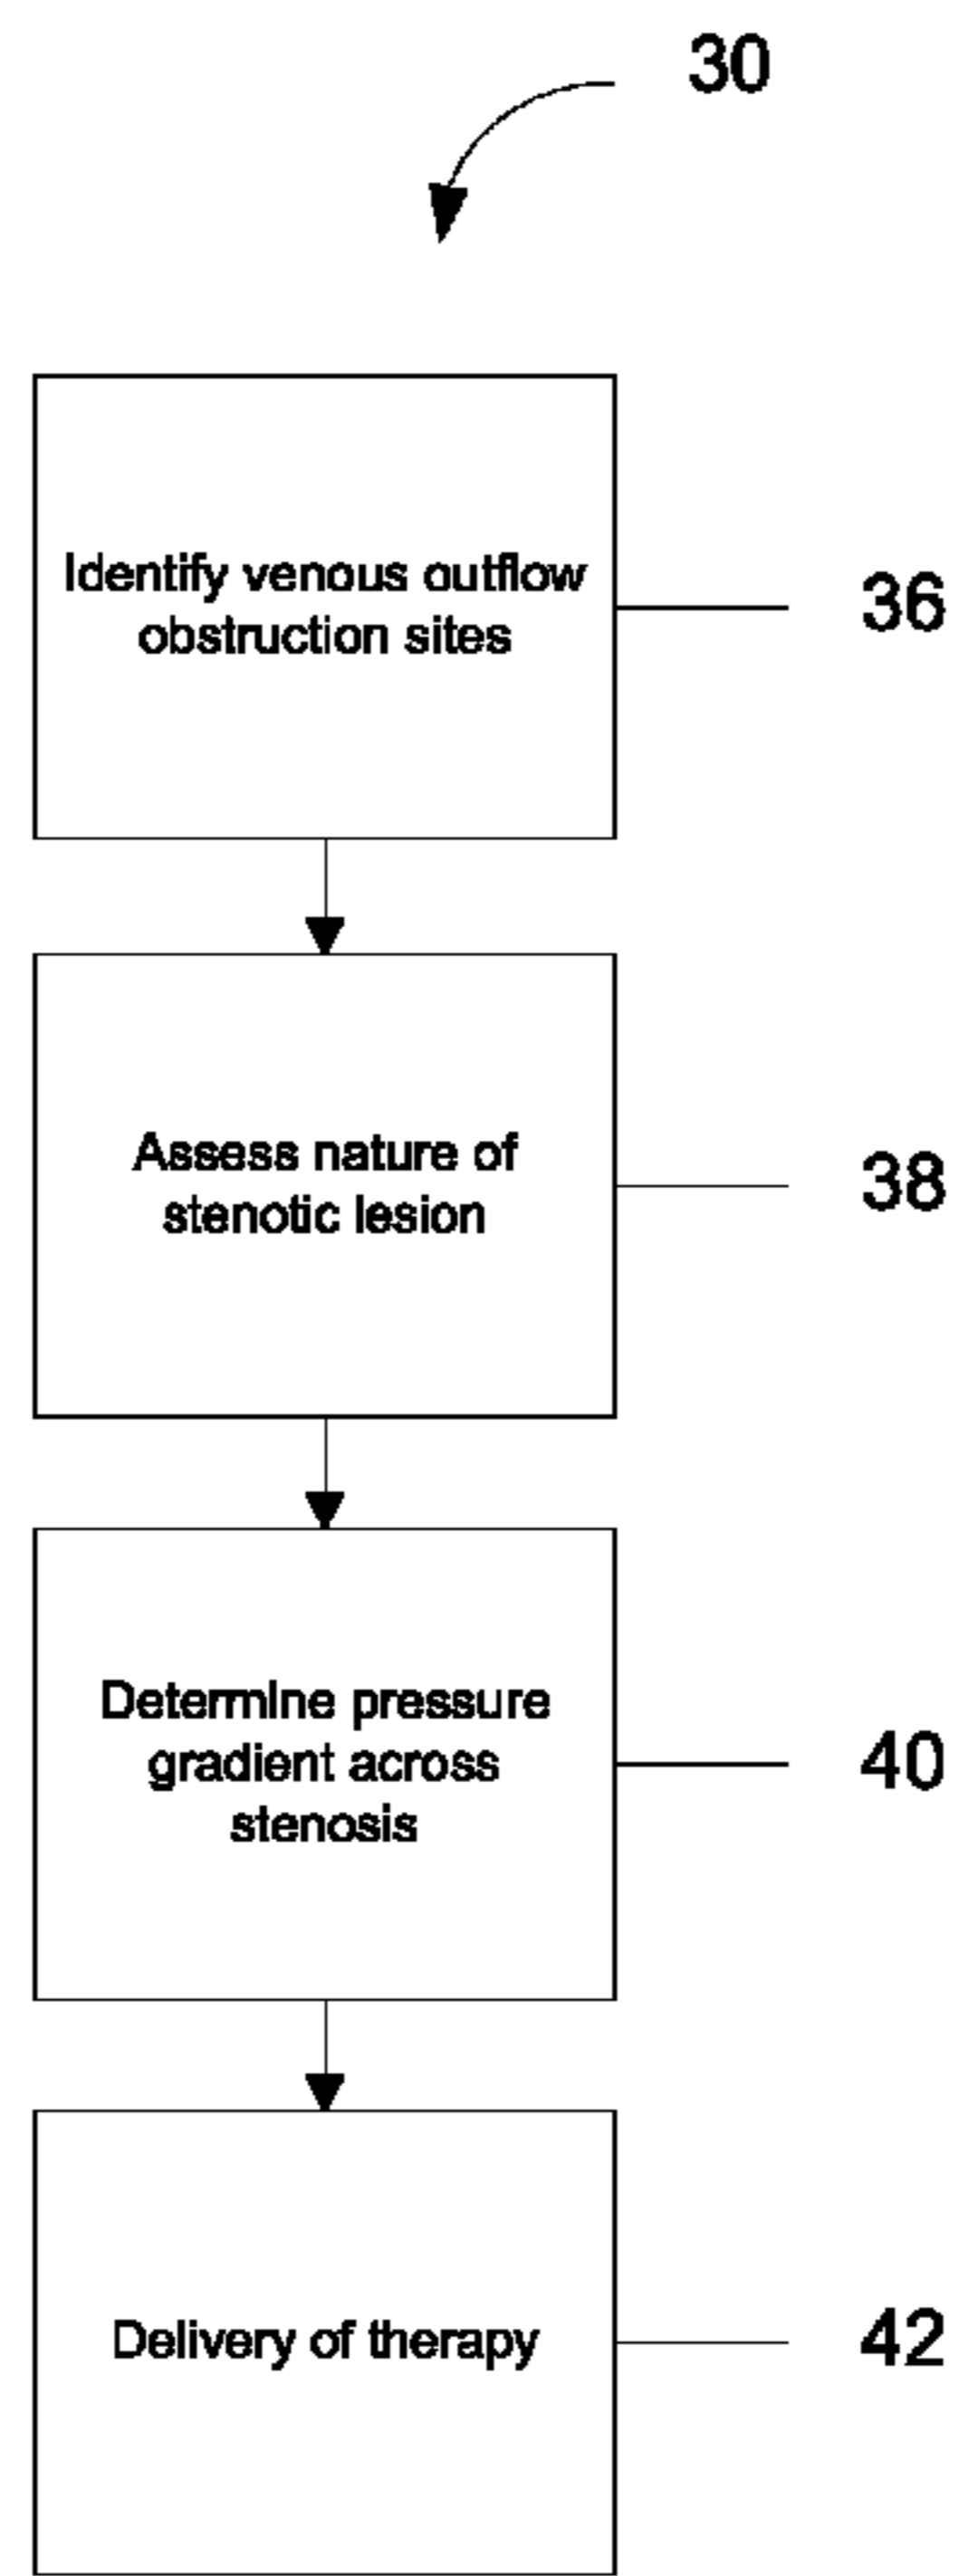 30
Identify venous outflow
obstruction sites
36
Assess nature of
stenotic lesion
38
Determine pressure
gradient across
stenosis
40
Delivery of therapy
42